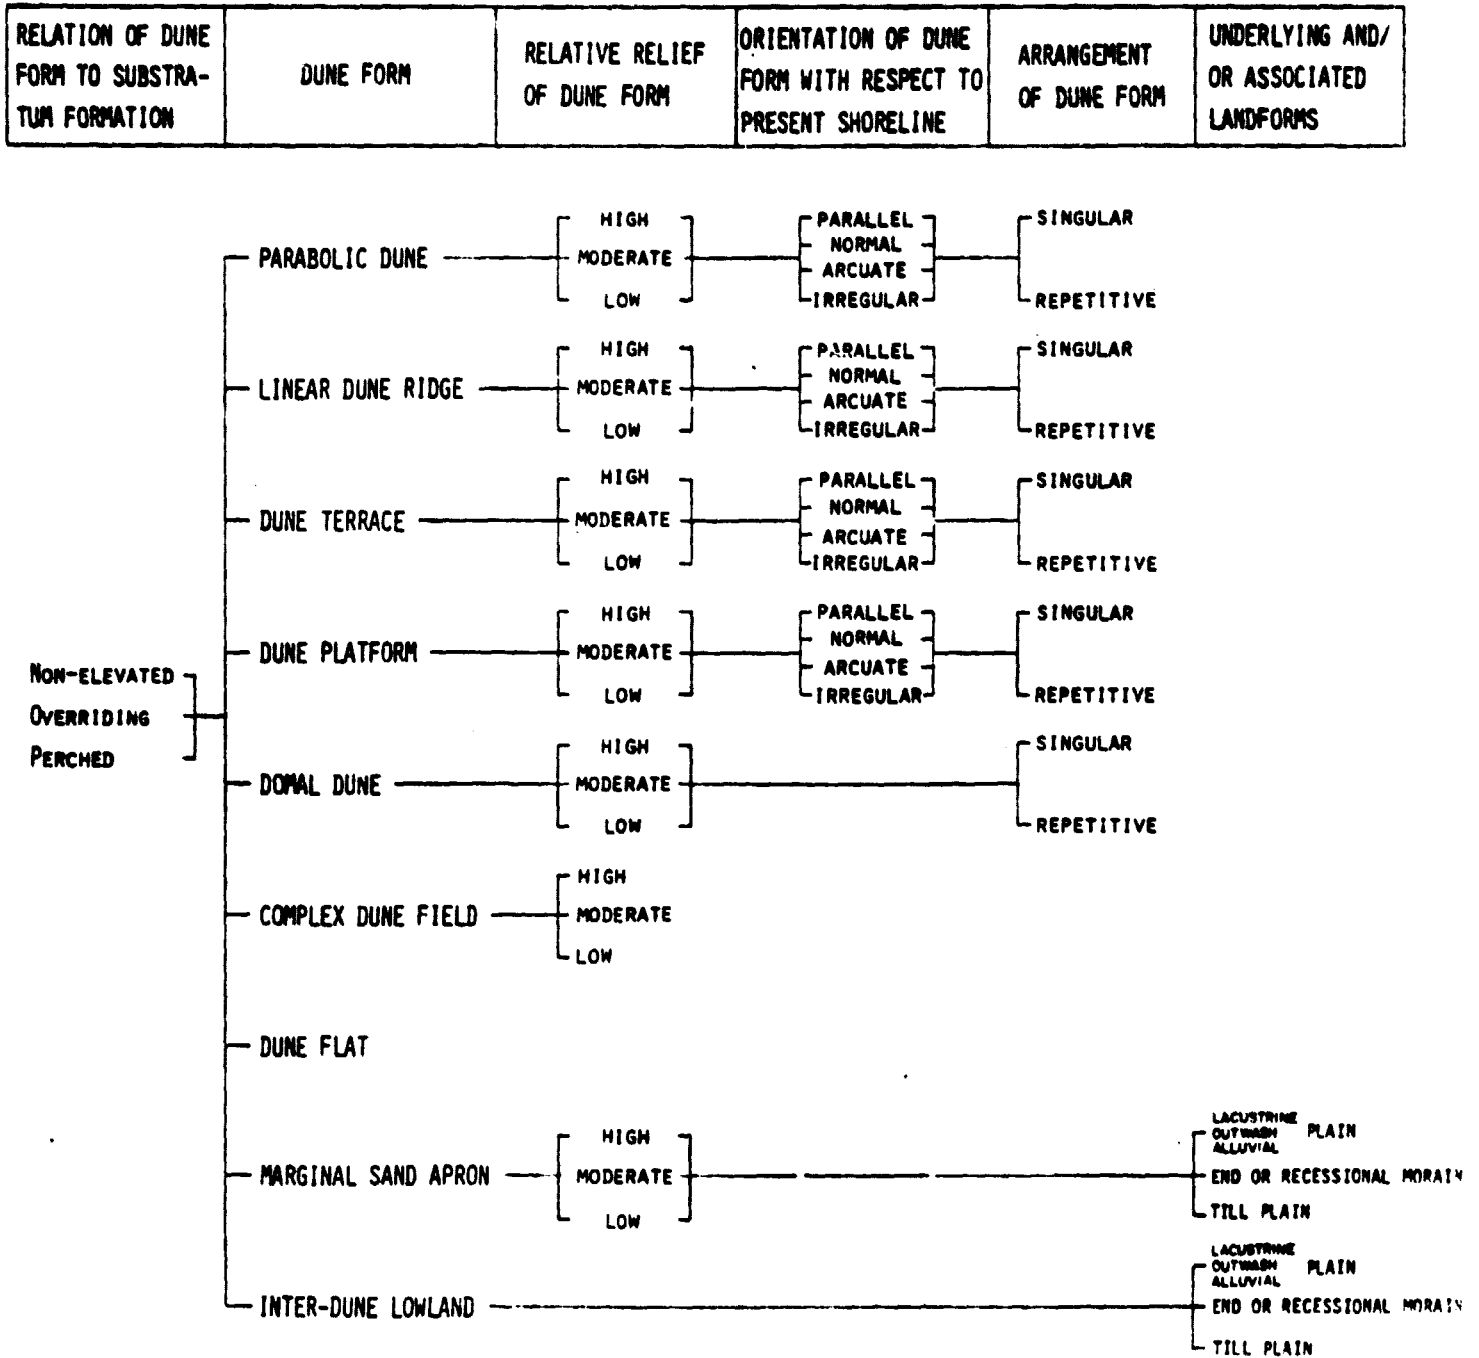 RELATION OF DUNE
FORM TO SUBSTRA-
TUM FORMATION
DUNE FORM
RELATIVE RELIEF
OF DUNE FORM
ORIENTATION OF DUNE
FORM WITH RESPECT TO
PRESENT SHORELINE
ARRANGEMENT
OF DUNE FORM
UNDERLYING AND/
OR ASSOCIATED
LANDFORMS
NON-ELEVATED
OVERRIDING
PERCHED
PARABOLIC DUNE
HIGH
MODERATE
LOW
PARALLEL
NORMAL
ARCUATE
IRREGULAR
SINGULAR
REPETITIVE
LINEAR DUNE RIDGE
HIGH
MODERATE
LOW
PARALLEL
NORMAL
ARCUATE
IRREGULAR
SINGULAR
REPETITIVE
DUNE TERRACE
HIGH
MODERATE
LOW
PARALLEL
NORMAL
ARCUATE
IRREGULAR
SINGULAR
REPETITIVE
DUNE PLATFORM
HIGH
MODERATE
LOW
PARALLEL
NORMAL
ARCUATE
IRREGULAR
SINGULAR
REPETITIVE
DOMAL DUNE
HIGH
MODERATE
LOW
SINGULAR
REPETITIVE
COMPLEX DUNE FIELD
HIGH
MODERATE
LOW
DUNE FLAT
MARGINAL SAND APRON
HIGH
MODERATE
LOW
LACUSTRINE
OUTWASH PLAIN
ALLUVIAL
END OR RECESSIONAL MORAIN
TILL PLAIN
INTER-DUNE LOWLAND
LACUSTRINE
OUTWASH PLAIN
ALLUVIAL
END OR RECESSIONAL MORAIN
TILL PLAIN